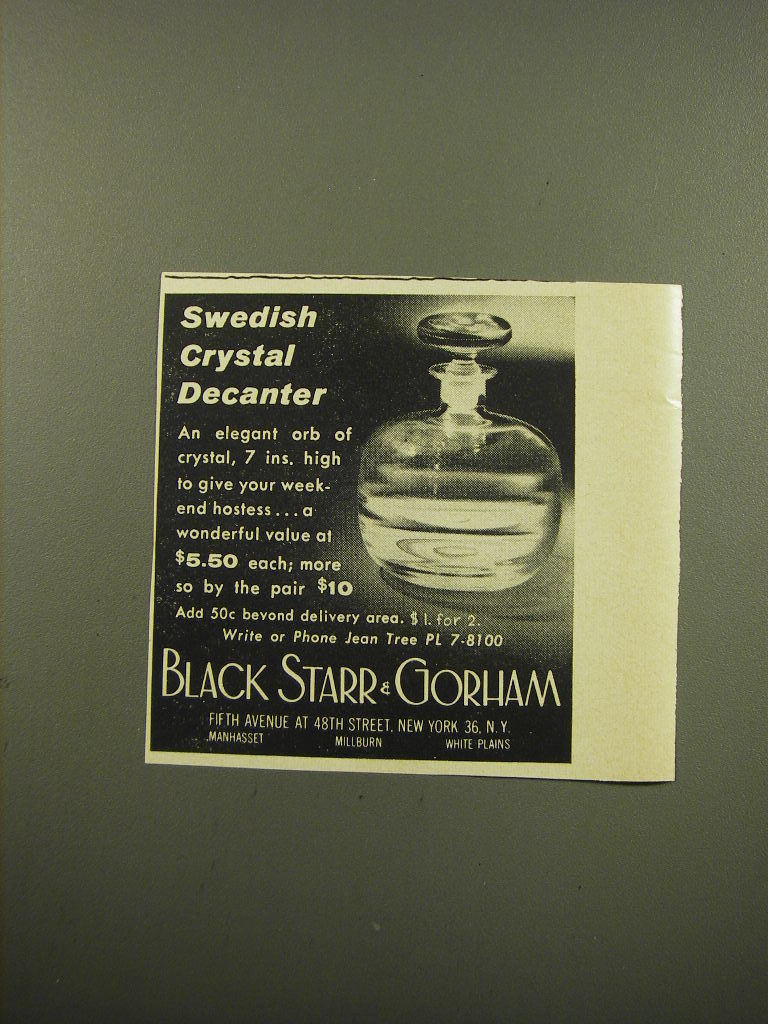 Swedish
Crystal
Decanter
An elegant orb of
crystal, 7 ins. high
to give your week-
end hostess...a
wonderful value at
$5.50 each; more
so by the pair $10
Add 50c beyond delivery area. $1. for 2.
Write or Phone Jean Tree PL 7-8100
BLACK STARR & GORHAM
FIFTH AVENUE AT 48TH STREET, NEW YORK 36, N.Y.
MANHASSET MILLBURN WHITE PLAINS